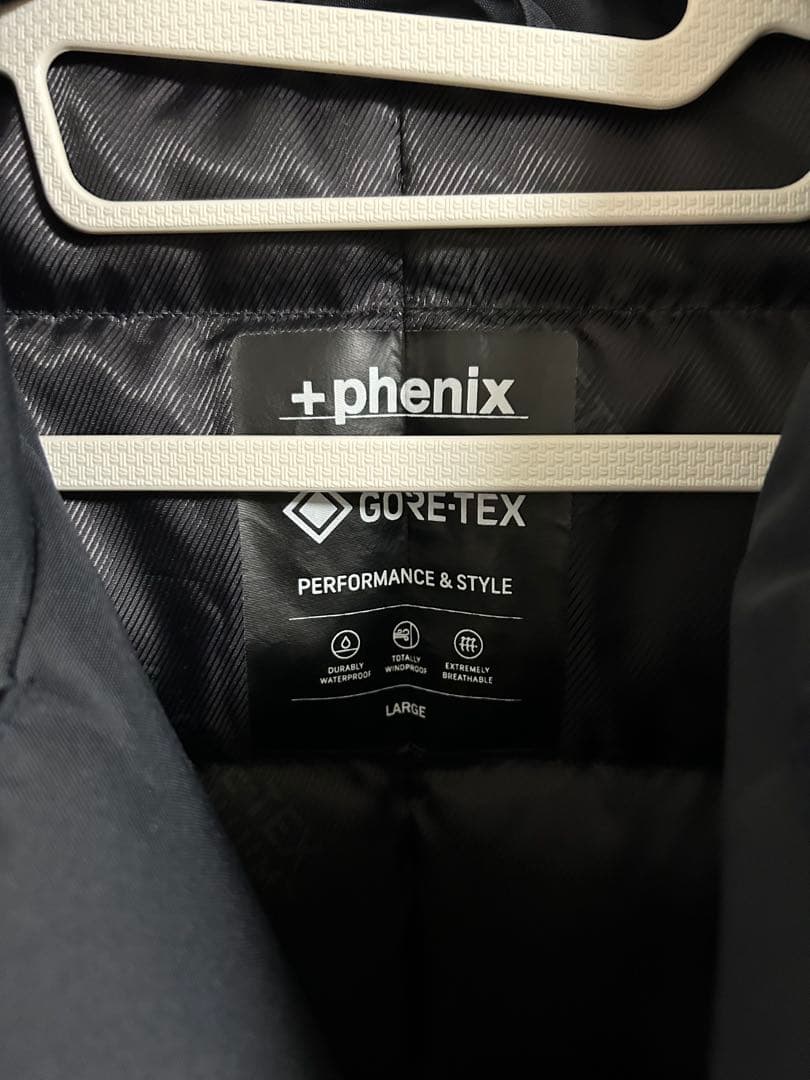 +phenix
GORE-TEX
PERFORMANCE & STYLE
DURABLY
WATERPROOF
TOTALLY
WINDPROOF
EXTREMELY
BREATHABLE
LARGE